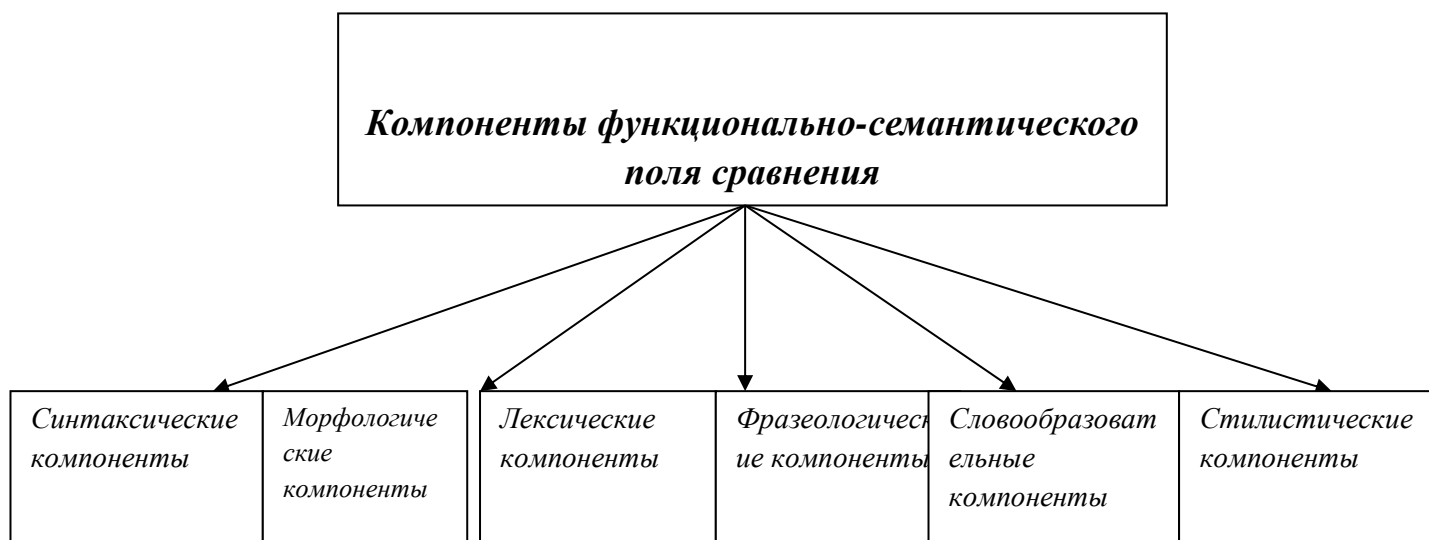 Компоненты функционально-семантического
поля сравнения
Синтаксические
компоненты
Морфологиче
ские
компоненты
Лексические
компоненты
Фразеологическ
ие компоненты
Словообразоват
ельные
компоненты
Стилистические
компоненты